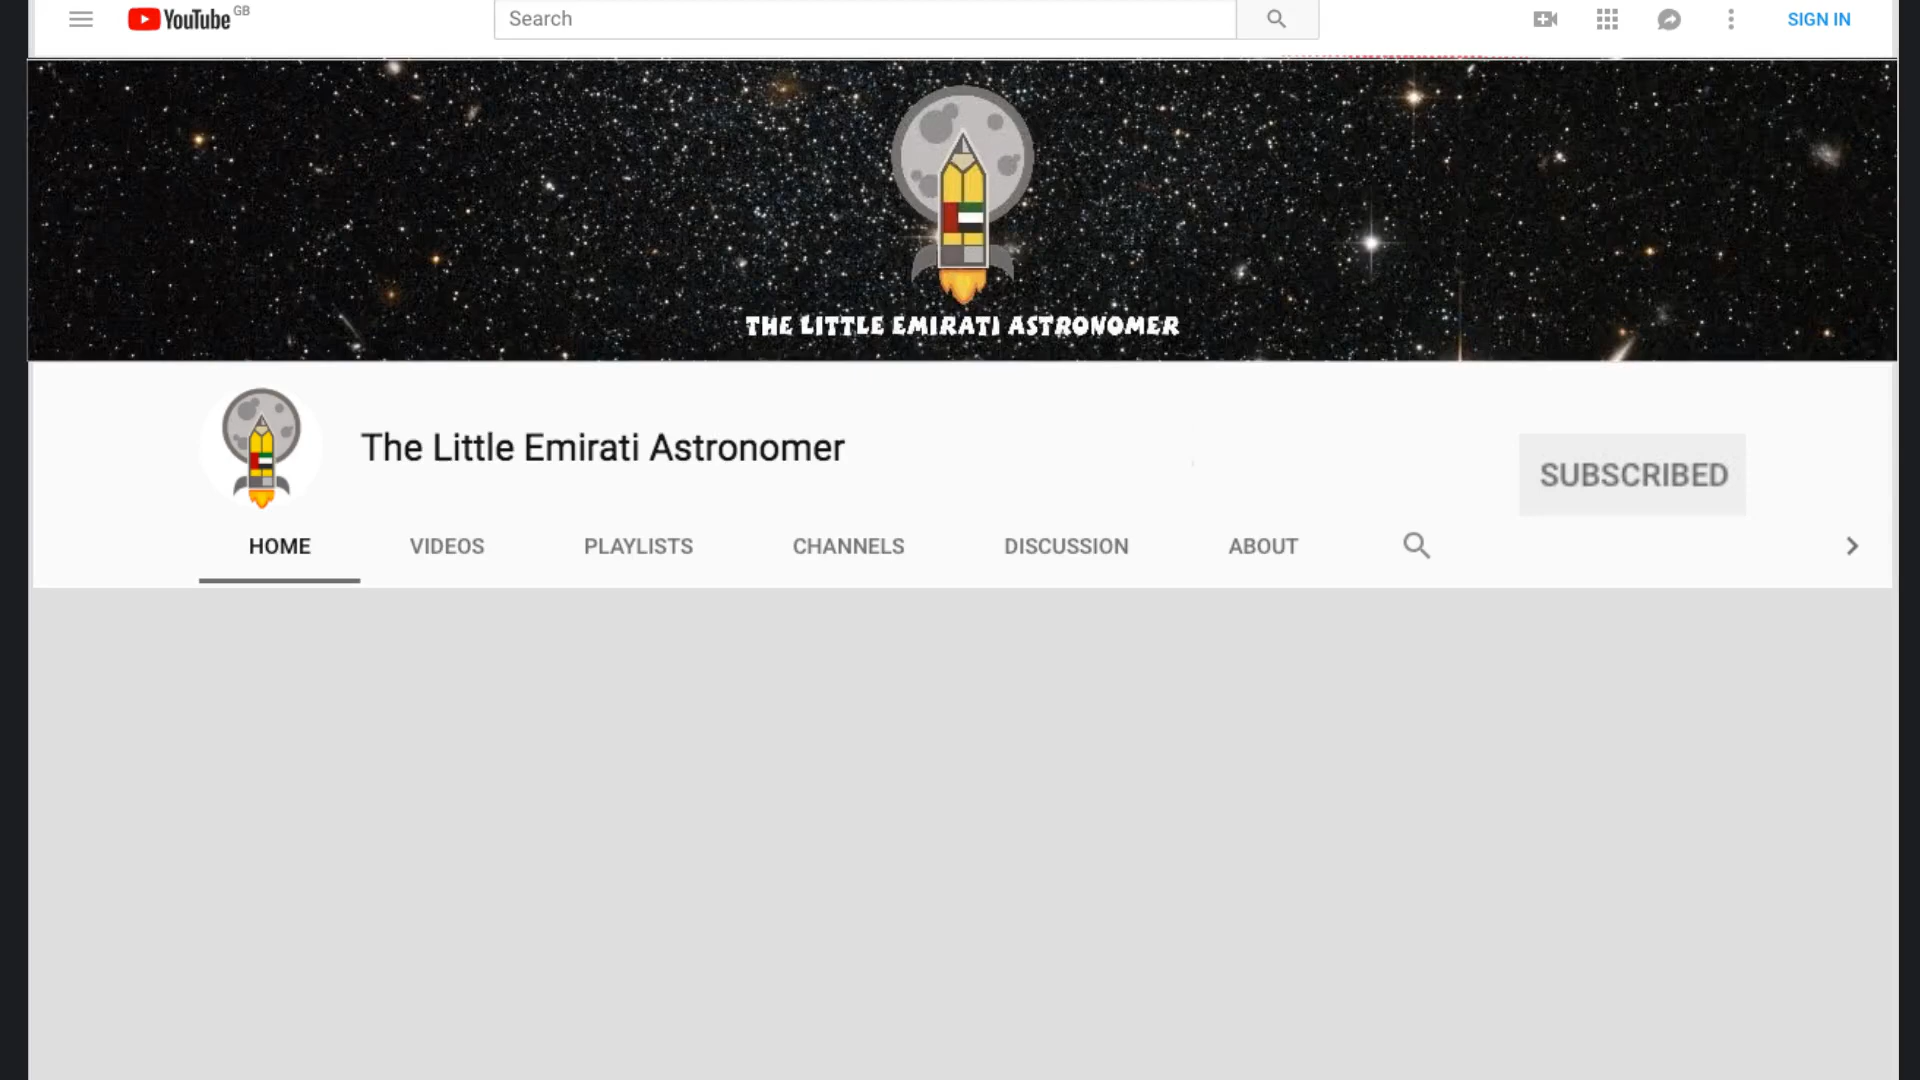 YouTube GB
Search
SIGN IN
THE LITTLE EMIRATI ASTRONOMER
The Little Emirati Astronomer
SUBSCRIBED
HOME VIDEOS PLAYLISTS CHANNELS DISCUSSION ABOUT